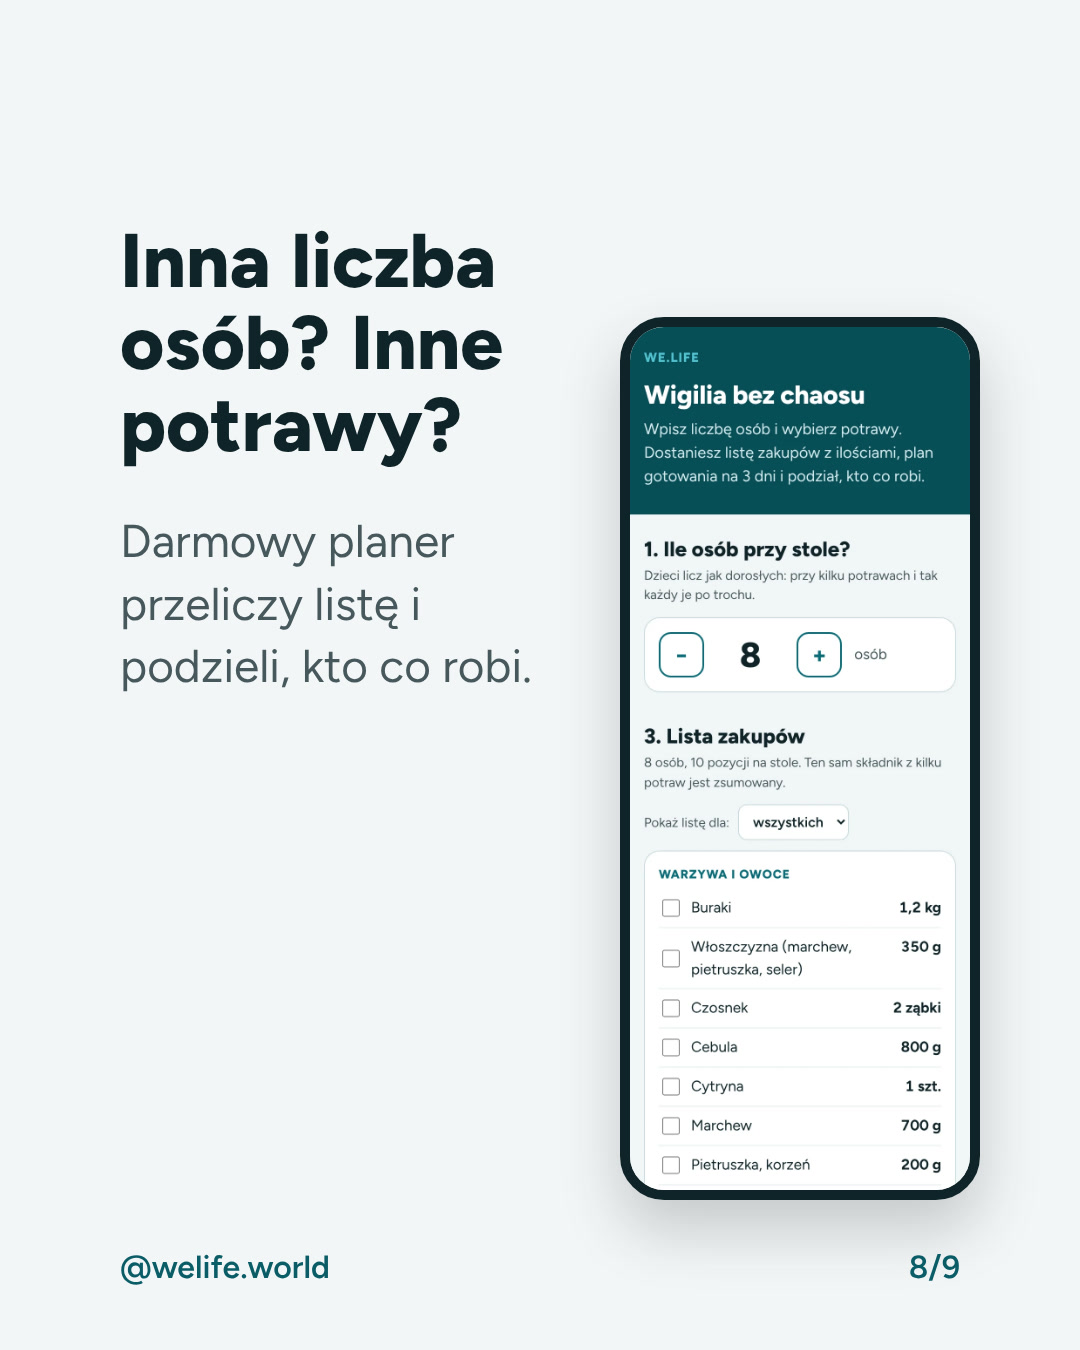 Inna liczba
osób? Inne
potrawy?
Darmowy planer
przeliczy listę i
podzieli, kto co robi.
WE.LIFE
Wigilia bez chaosu
Wpisz liczbę osób i wybierz potrawy.
Dostaniesz listę zakupów z ilościami, plan
gotowania na 3 dni i podział, kto co robi.
1. Ile osób przy stole?
Dzieci licz jak dorosłych: przy kilku potrawach i tak
każdy je po trochu.
- 8 + osób
3. Lista zakupów
8 osób, 10 pozycji na stole. Ten sam składnik z kilku
potraw jest zsumowany.
Pokaż listę dla: wszystkich
WARZYWA I OWOCE
Buraki 1,2 kg
Włoszczyzna (marchew, 350 g
pietruszka, seler)
Czosnek 2 ząbki
Cebula 800 g
Cytryna 1 szt.
Marchew 700 g
Pietruszka, korzeń 200 g
@welife.world 8/9